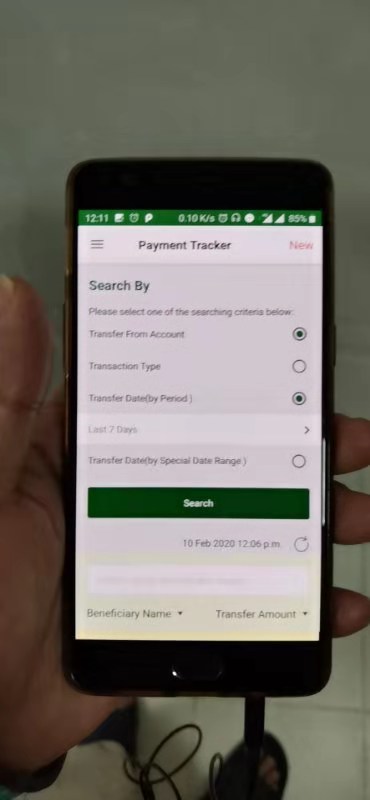 12:11 0.10 K/s 85%
Payment Tracker New
Search By
Please select one of the searching criteria below:
Transfer From Account
Transaction Type
Transfer Date(by Period )
Last 7 Days
Transfer Date(by Special Date Range )
Search
10 Feb 2020 12:06 p.m.
Beneficiary Name Transfer Amount